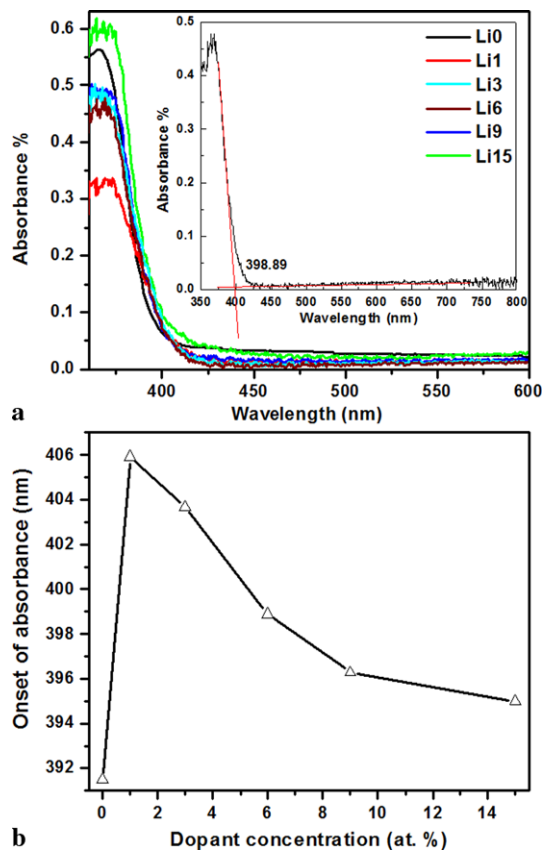 Absorbance %
0.6
0.5
0.4
0.3
0.2
0.1
0.0
400
450
500
550
600
Wavelength (nm)
a
Absorbance %
0.5
0.4
0.3
0.2
0.1
0.0
398.89
350 400 450 500 550 600 650 700 750 800
Wavelength (nm)
Li0
Li1
Li3
Li6
Li9
Li15
Onset of absorbance (nm)
406
404
402
400
398
396
394
392
0 2 4 6 8 10 12 14
Dopant concentration (at. %)
b